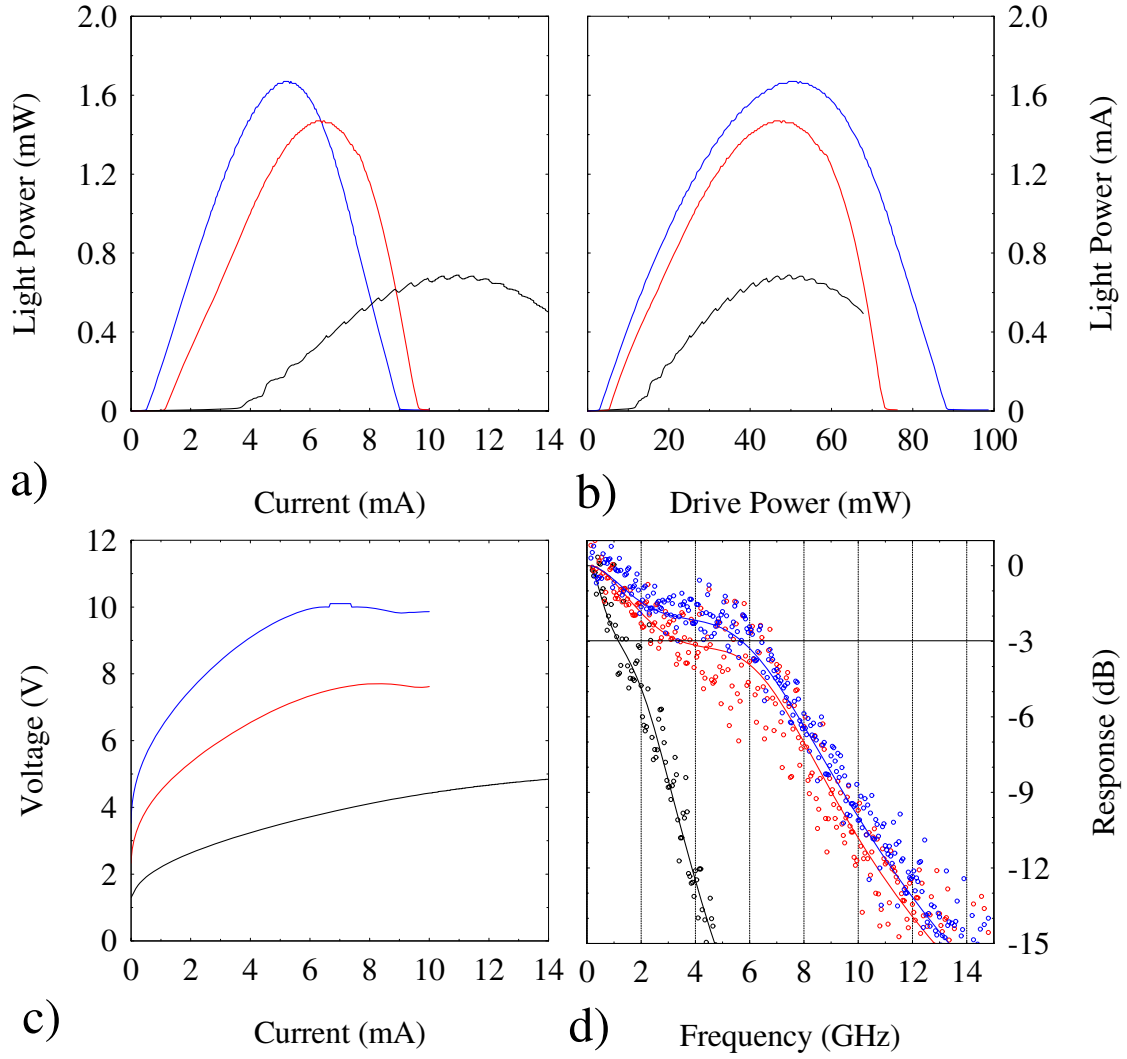 2.0
1.6
1.2
0.8
0.4
0
Light Power (mW)
0 2 4 6 8 10 12 14
a)
Current (mA)
2.0
1.6
1.2
0.8
0.4
0
Light Power (mA)
0 20 40 60 80 100
b)
Drive Power (mW)
12
10
8
6
4
2
0
Voltage (V)
0 2 4 6 8 10 12 14
c)
Current (mA)
0
-3
-6
-9
-12
-15
Response (dB)
0 2 4 6 8 10 12 14
d)
Frequency (GHz)